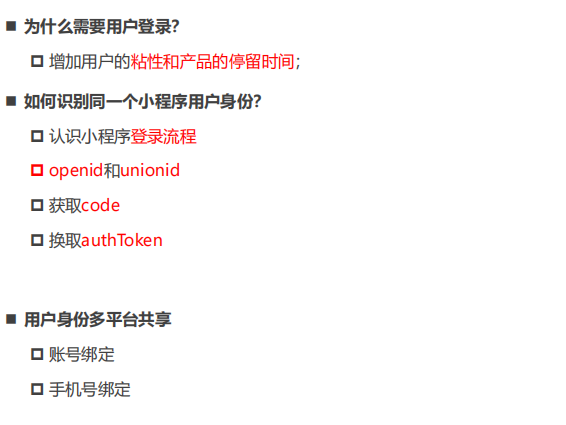 为什么需要用户登录？
增加用户的粘性和产品的停留时间；
如何识别同一个小程序用户身份？
认识小程序登录流程
openid和unionid
获取code
换取authToken
用户身份多平台共享
账号绑定
手机号绑定